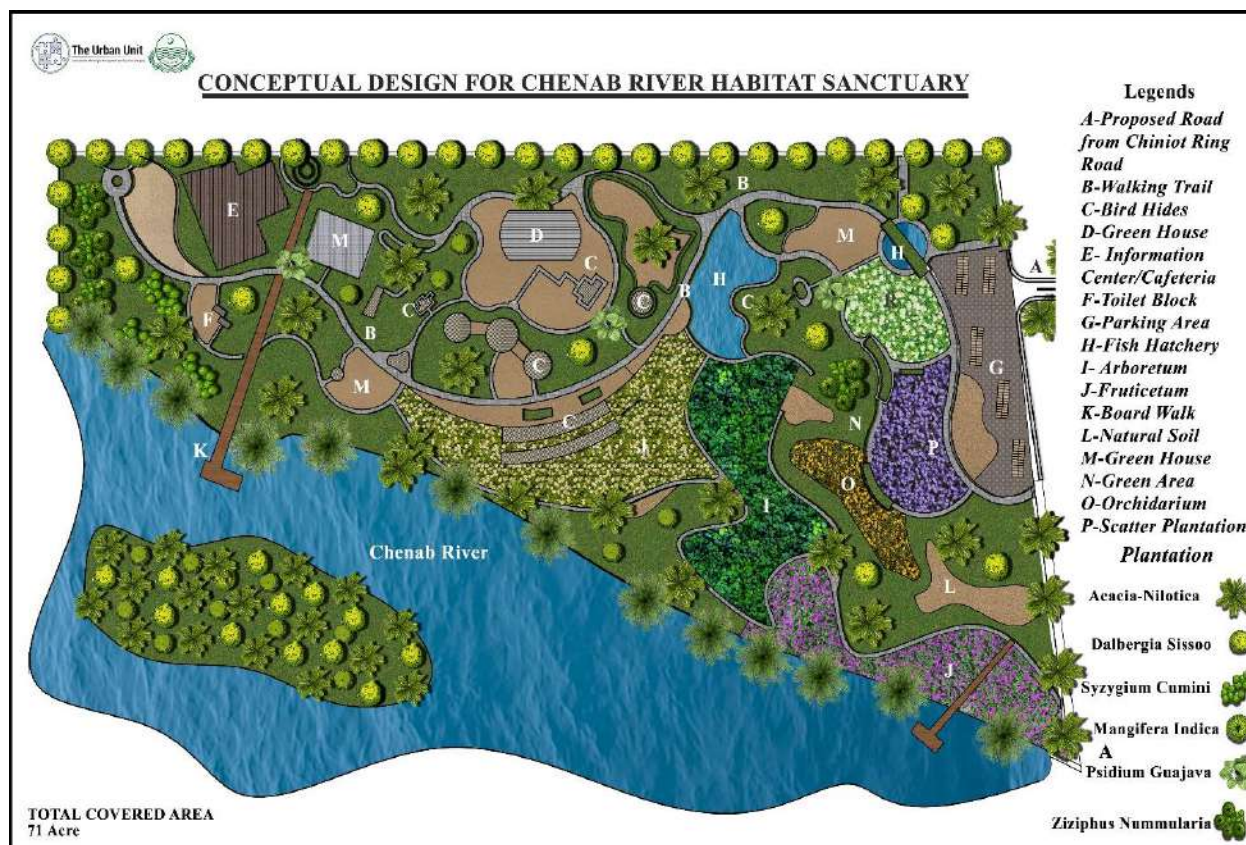 The Urban Unit
CONCEPTUAL DESIGN FOR CHENAB RIVER HABITAT SANCTUARY
Legends
A-Proposed Road
from Chiniot Ring
Road
B-Walking Trail
C-Bird Hides
D-Green House
E- Information
Center/Cafeteria
F-Toilet Block
G-Parking Area
H-Fish Hatchery
I- Arboretum
J-Fruticetum
K-Board Walk
L-Natural Soil
M-Green House
N-Green Area
O-Orchidarium
P-Scatter Plantation
Plantation
Acacia-Nilotica
Dalbergia Sissoo
Syzygium Cumini
Mangifera Indica
Psidium Guajava
Ziziphus Nummularia
B
E
M
D
M
H
C
A
H
C
B
C
F
B
C
C
G
M
C
N
P
K
O
I
Chenab River
L
J
A
TOTAL COVERED AREA
71 Acre